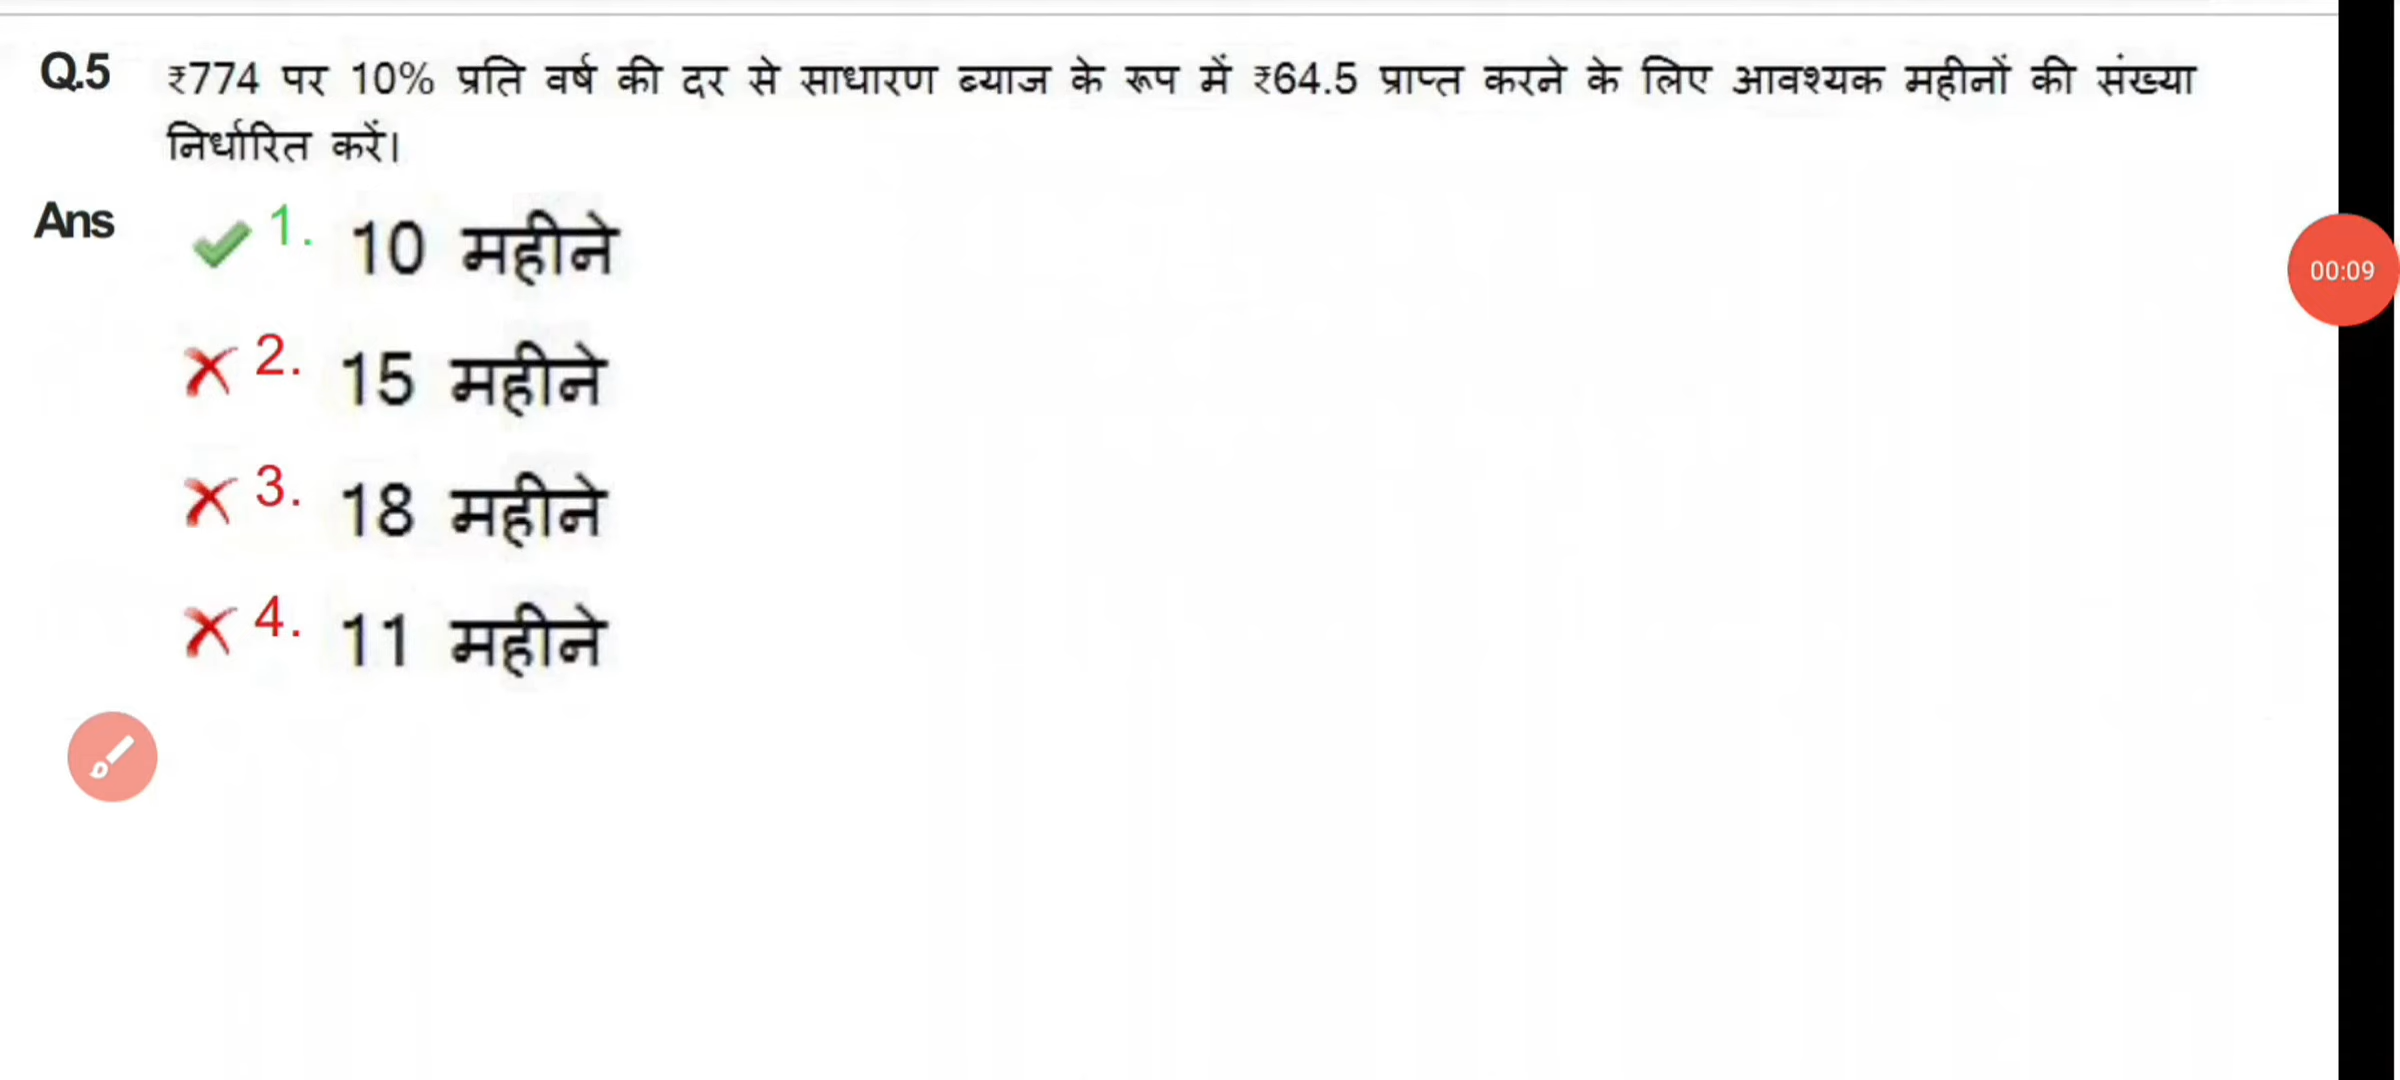 Q.5 ₹774 पर 10% प्रति वर्ष की दर से साधारण ब्याज के रूप में ₹64.5 प्राप्त करने के लिए आवश्यक महीनों की संख्या
निर्धारित करें।
Ans 1. 10 महीने
2. 15 महीने
3. 18 महीने
4. 11 महीने
00:09